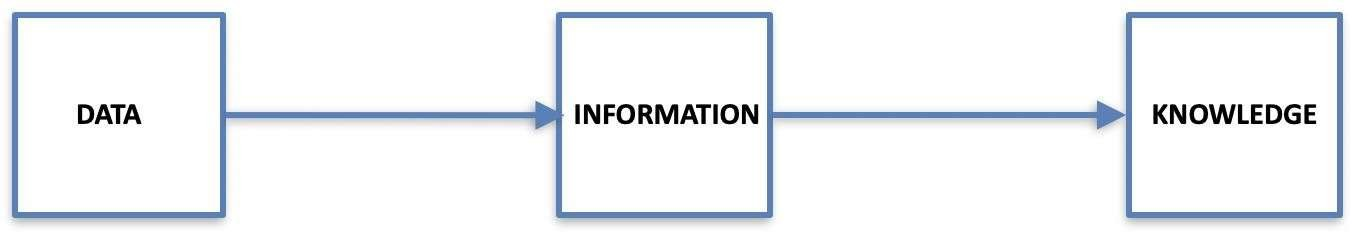 DATA
INFORMATION
KNOWLEDGE